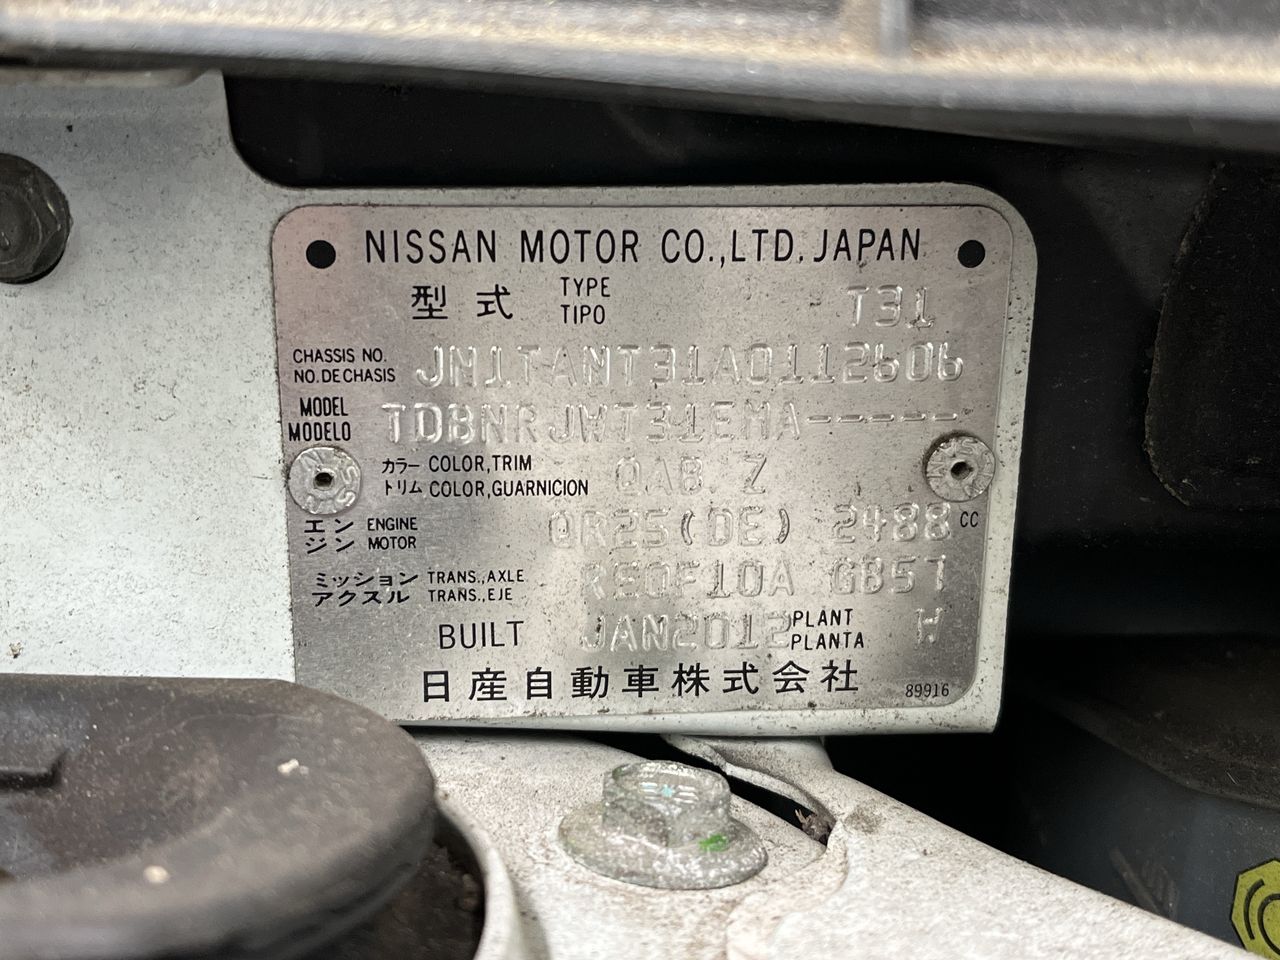 NISSAN MOTOR CO.,LTD. JAPAN
型式 TYPE TIPO T31
CHASSIS NO. NO. DE CHASIS JN1TANT31A0112606
MODEL MODELO TDBNRJWT31EMA-----
カラー COLOR,TRIM
トリム COLOR,GUARNICION QAB Z
エン ENGINE
ジン MOTOR QR25(DE) 2488 CC
ミッション TRANS.,AXLE
アクスル TRANS.,EJE RE0F10A GB57
BUILT JAN2012 PLANT PLANTA W
日産自動車株式会社 89916